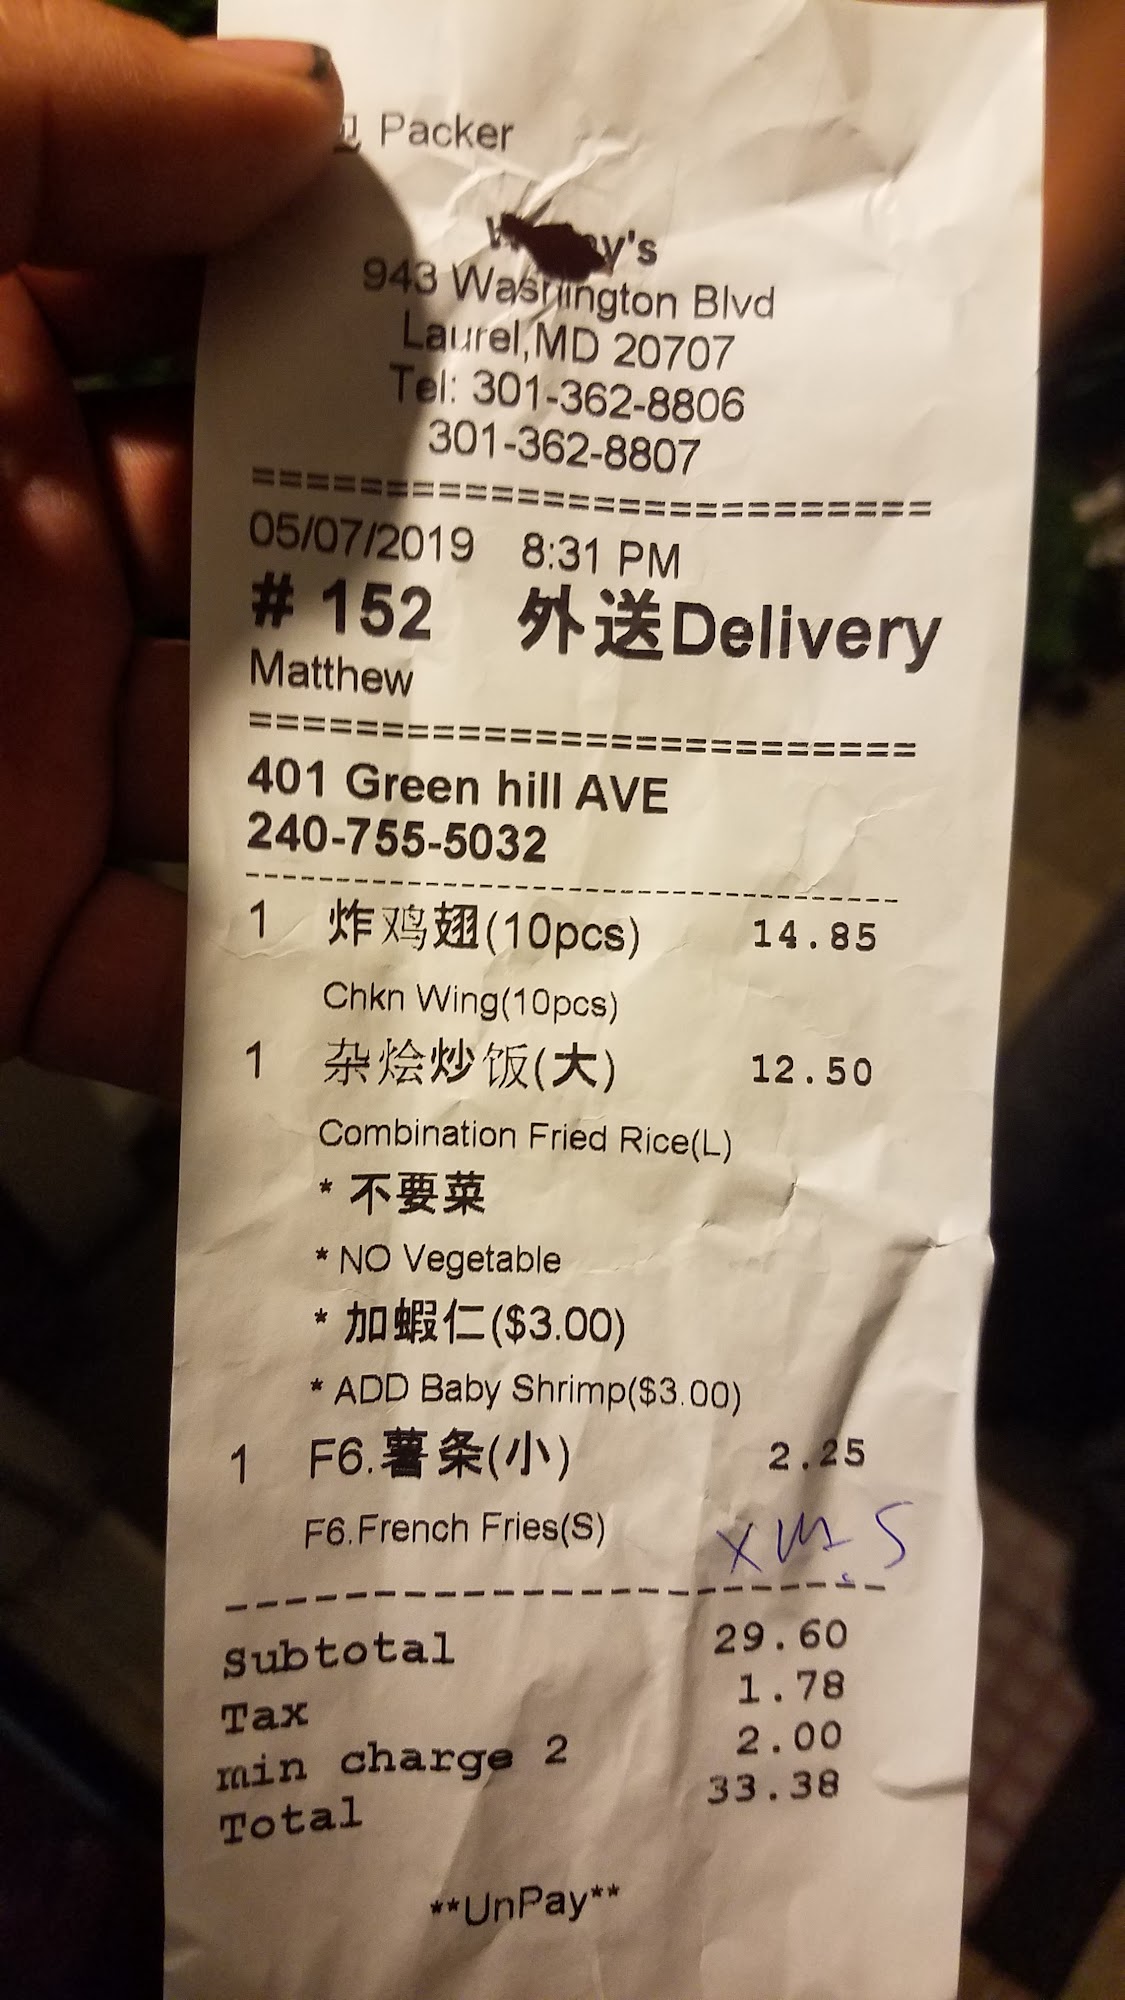 Packer
943 Washington Blvd
Laurel,MD 20707
Tel: 301-362-8806
301-362-8807
==========================
05/07/2019 8:31 PM
# 152 外送Delivery
Matthew
==========================
401 Green hill AVE
240-755-5032
1 炸鸡翅(10pcs) 14.85
Chkn Wing(10pcs)
1 杂烩炒饭(大) 12.50
Combination Fried Rice(L)
* 不要菜
* NO Vegetable
* 加蝦仁($3.00)
* ADD Baby Shrimp($3.00)
1 F6.薯条(小) 2.25
F6.French Fries(S)
Subtotal 29.60
Tax 1.78
min charge 2 2.00
Total 33.38
**UnPay**